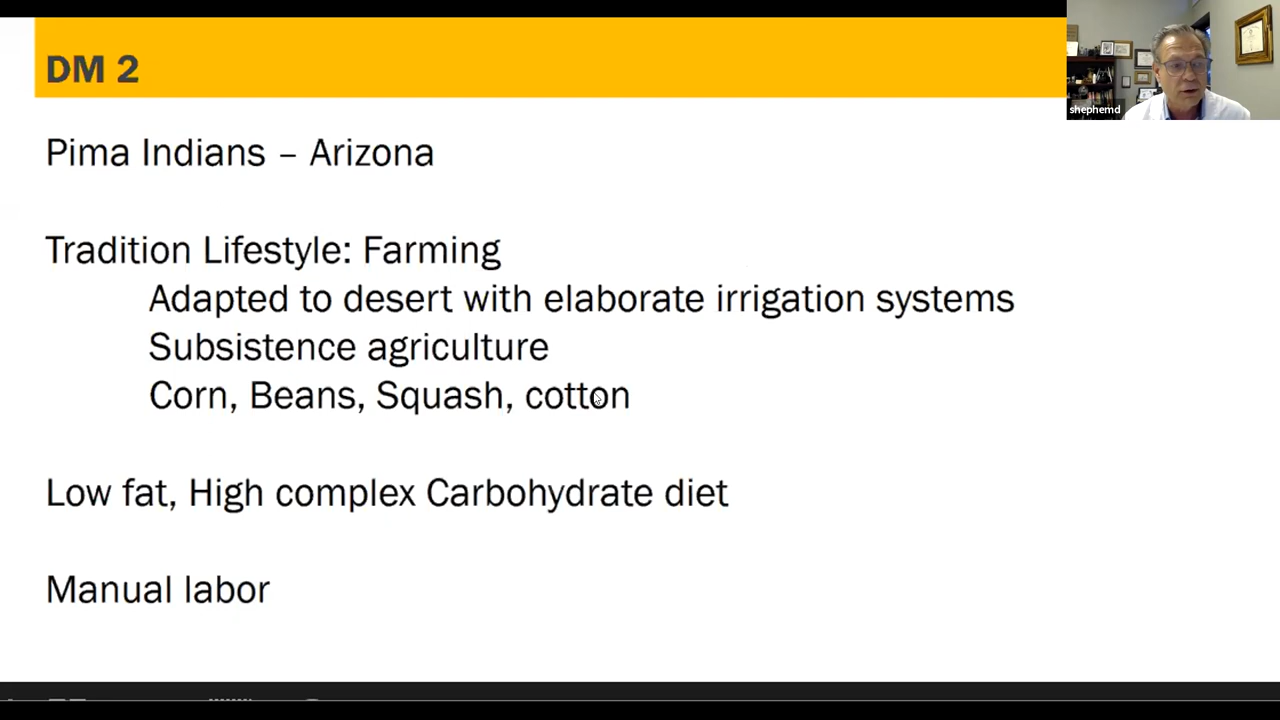 DM 2
shephemd
Pima Indians – Arizona
Tradition Lifestyle: Farming
Adapted to desert with elaborate irrigation systems
Subsistence agriculture
Corn, Beans, Squash, cotton
Low fat, High complex Carbohydrate diet
Manual labor